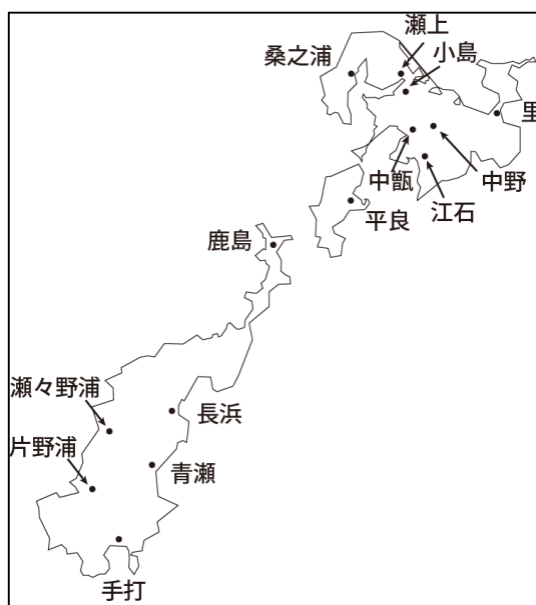 瀬上
桑之浦
小島
里
中甑
中野
江石
平良
鹿島
瀬々野浦
長浜
片野浦
青瀬
手打